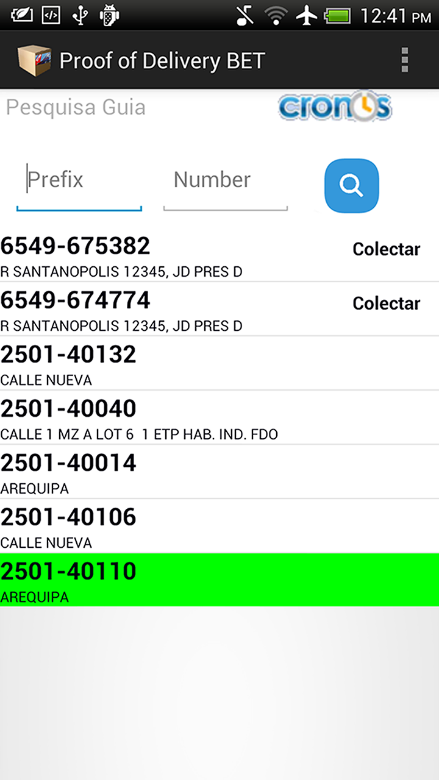 12:41 PM
Proof of Delivery BET
Pesquisa Guia
cronos
Prefix
Number
6549-675382
Colectar
R SANTANOPOLIS 12345, JD PRES D
6549-674774
Colectar
R SANTANOPOLIS 12345, JD PRES D
2501-40132
CALLE NUEVA
2501-40040
CALLE 1 MZ A LOT 6  1 ETP HAB. IND. FDO
2501-40014
AREQUIPA
2501-40106
CALLE NUEVA
2501-40110
AREQUIPA